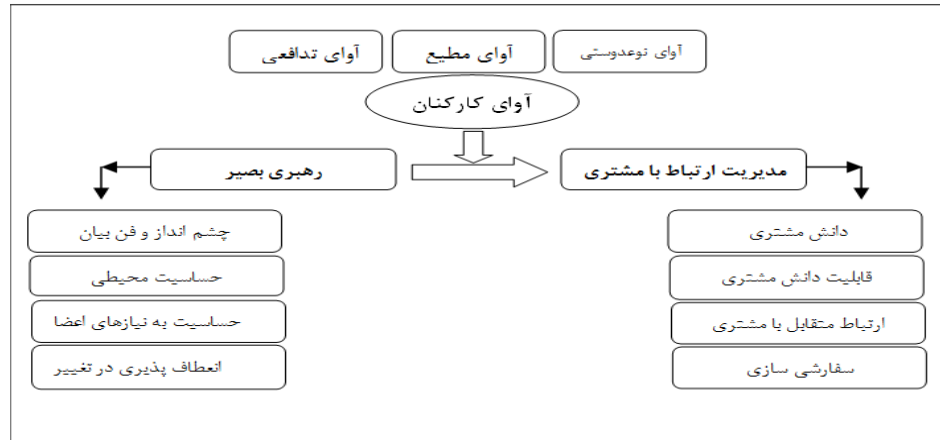 آوای نوعدوستی
آوای مطیع
آوای تدافعی
آوای کارکنان
مدیریت ارتباط با مشتری
رهبری بصیر
دانش مشتری
قابلیت دانش مشتری
ارتباط متقابل با مشتری
سفارشی سازی
چشم انداز و فن بیان
حساسیت محیطی
حساسیت به نیازهای اعضا
انعطاف پذیری در تغییر